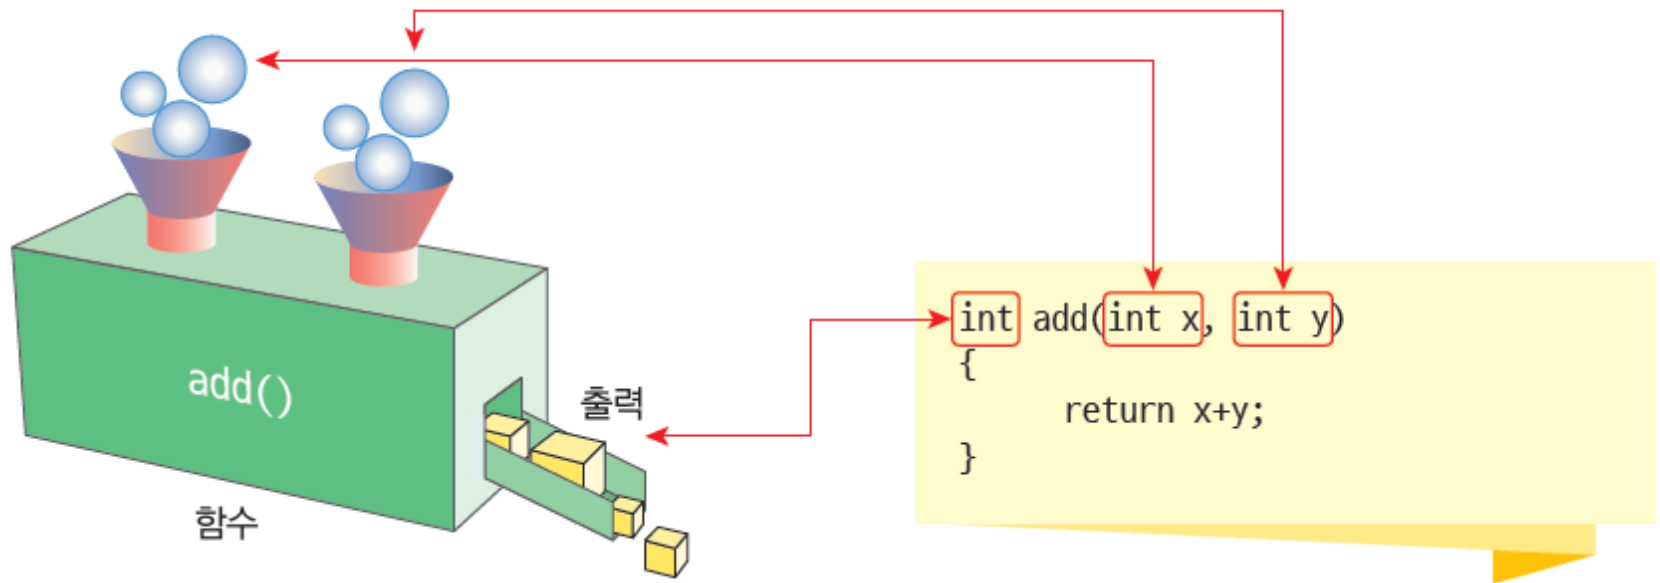 add()
함수
출력
int add(int x, int y)
{
return x+y;
}